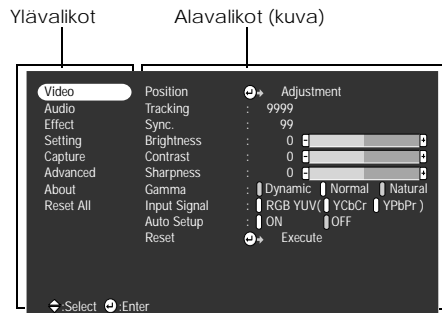 Ylävalikot Alavalikot (kuva)
Video Position Adjustment
Audio Tracking : 9999
Effect Sync. : 99
Setting Brightness : 0 - +
Capture Contrast : 0 - +
Advanced Sharpness : 0 - +
About Gamma : Dynamic Normal Natural
Reset All Input Signal : RGB YUV( YCbCr YPbPr )
Auto Setup : ON OFF
Reset Execute
:Select :Enter